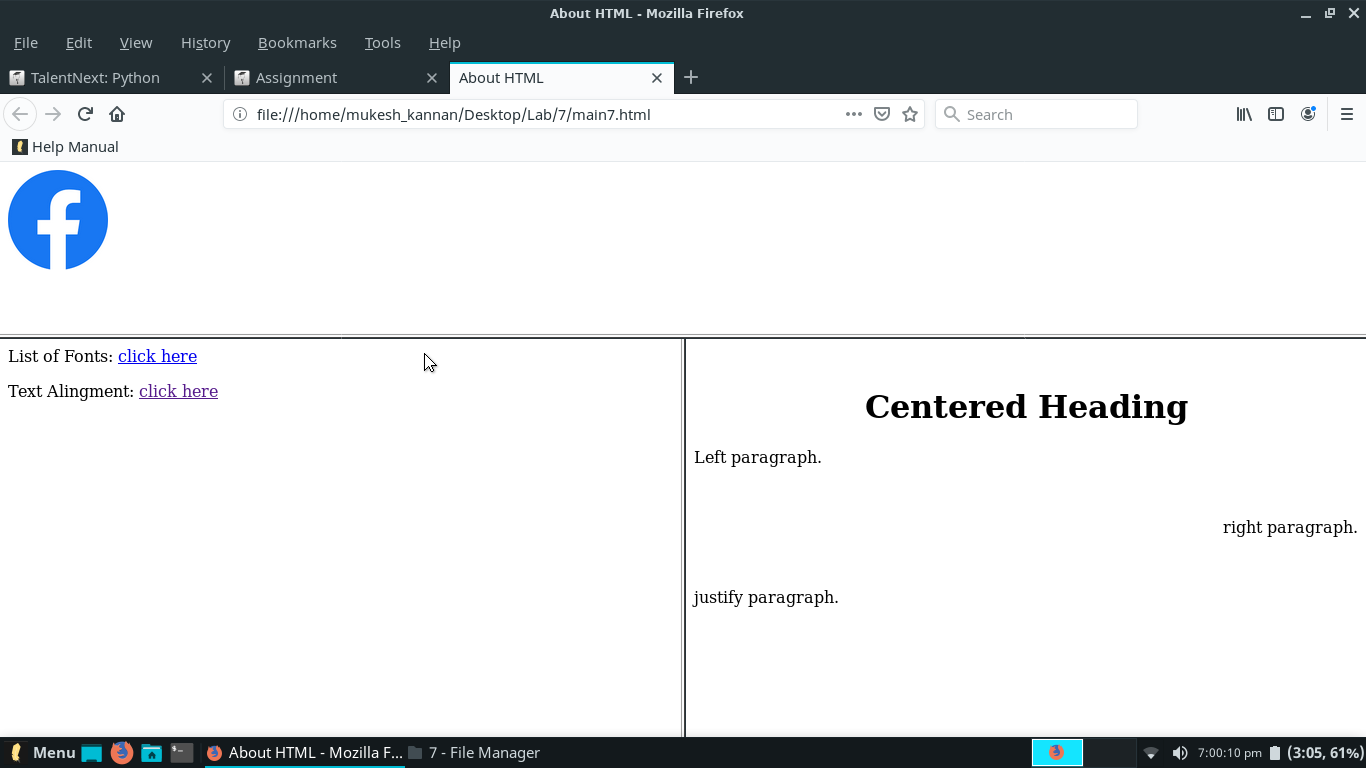 About HTML - Mozilla Firefox
File Edit View History Bookmarks Tools Help
TalentNext: Python Assignment About HTML
file:///home/mukesh_kannan/Desktop/Lab/7/main7.html Search
Help Manual
List of Fonts: click here
Text Alingment: click here
Centered Heading
Left paragraph.
right paragraph.
justify paragraph.
Menu About HTML - Mozilla F... 7 - File Manager 7:00:10 pm (3:05, 61%)